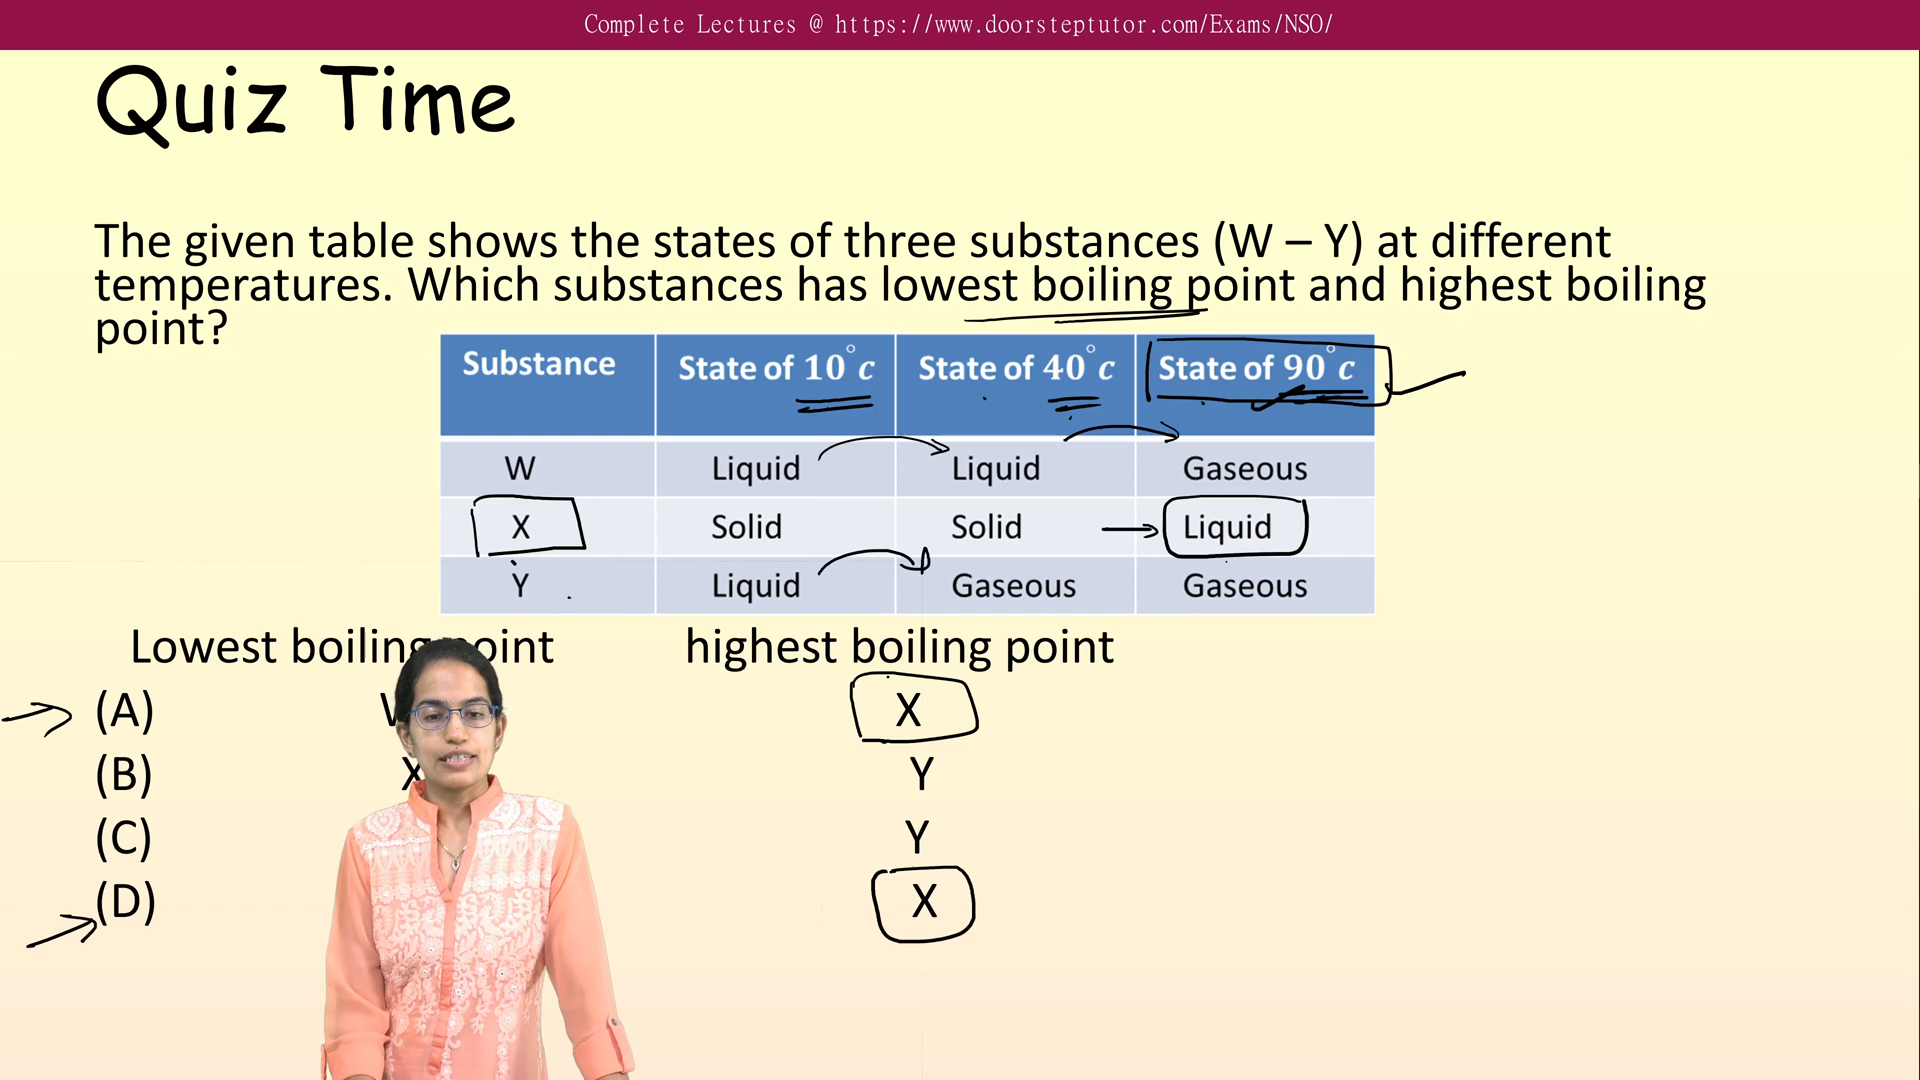 Complete Lectures @ https://www.doorsteptutor.com/Exams/NSO/
Quiz Time
The given table shows the states of three substances (W – Y) at different
temperatures. Which substances has lowest boiling point and highest boiling
point?
Substance State of 10°c State of 40°c State of 90°c
W Liquid Liquid Gaseous
X Solid Solid Liquid
Y Liquid Gaseous Gaseous
Lowest boiling point highest boiling point
(A) X
(B) X Y
(C) Y
(D) X